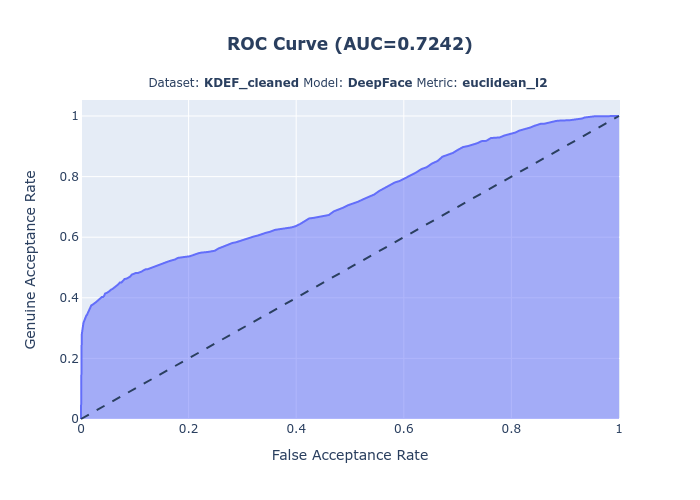 ROC Curve (AUC=0.7242)
Dataset: KDEF_cleaned Model: DeepFace Metric: euclidean_l2
Genuine Acceptance Rate
1
0.8
0.6
0.4
0.2
0
0 0.2 0.4 0.6 0.8 1
False Acceptance Rate